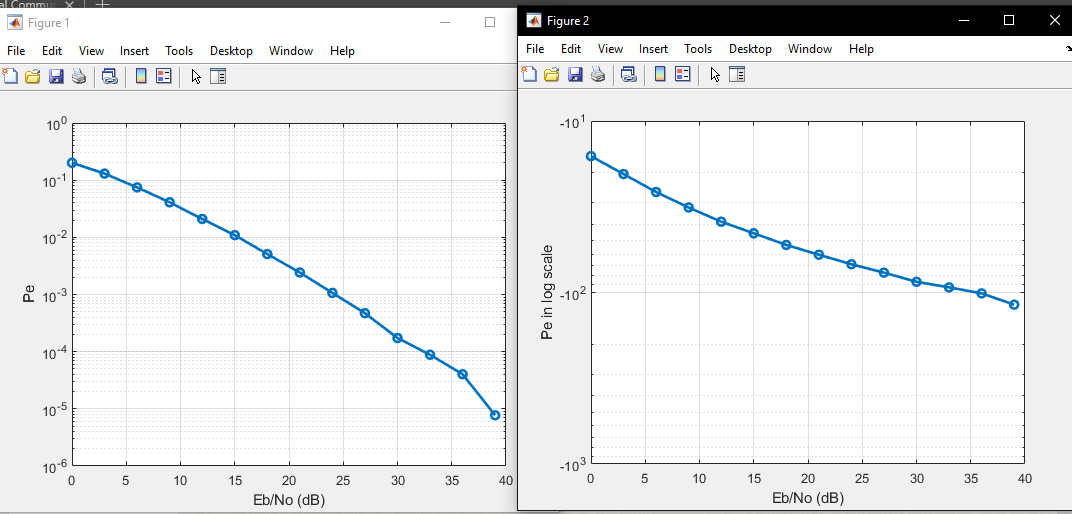 al Commu
Figure 1
File Edit View Insert Tools Desktop Window Help
10^0
10^-1
10^-2
10^-3
10^-4
10^-5
10^-6
Pe
0 5 10 15 20 25 30 35 40
Eb/No (dB)
Figure 2
File Edit View Insert Tools Desktop Window Help
-10^1
-10^2
-10^3
Pe in log scale
0 5 10 15 20 25 30 35 40
Eb/No (dB)